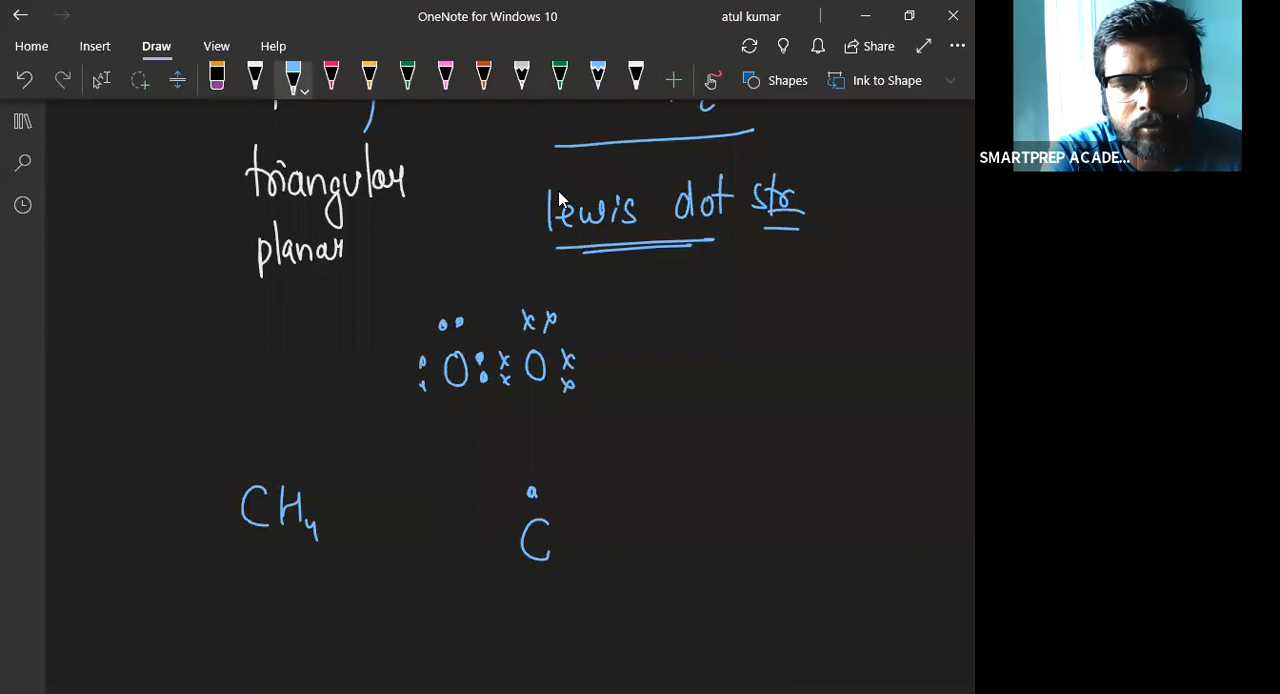 OneNote for Windows 10
atul kumar
Home Insert Draw View Help
Share
Shapes
Ink to Shape
SMARTPREP ACADE...
triangular
planar
lewis dot str
O O
CH4
C